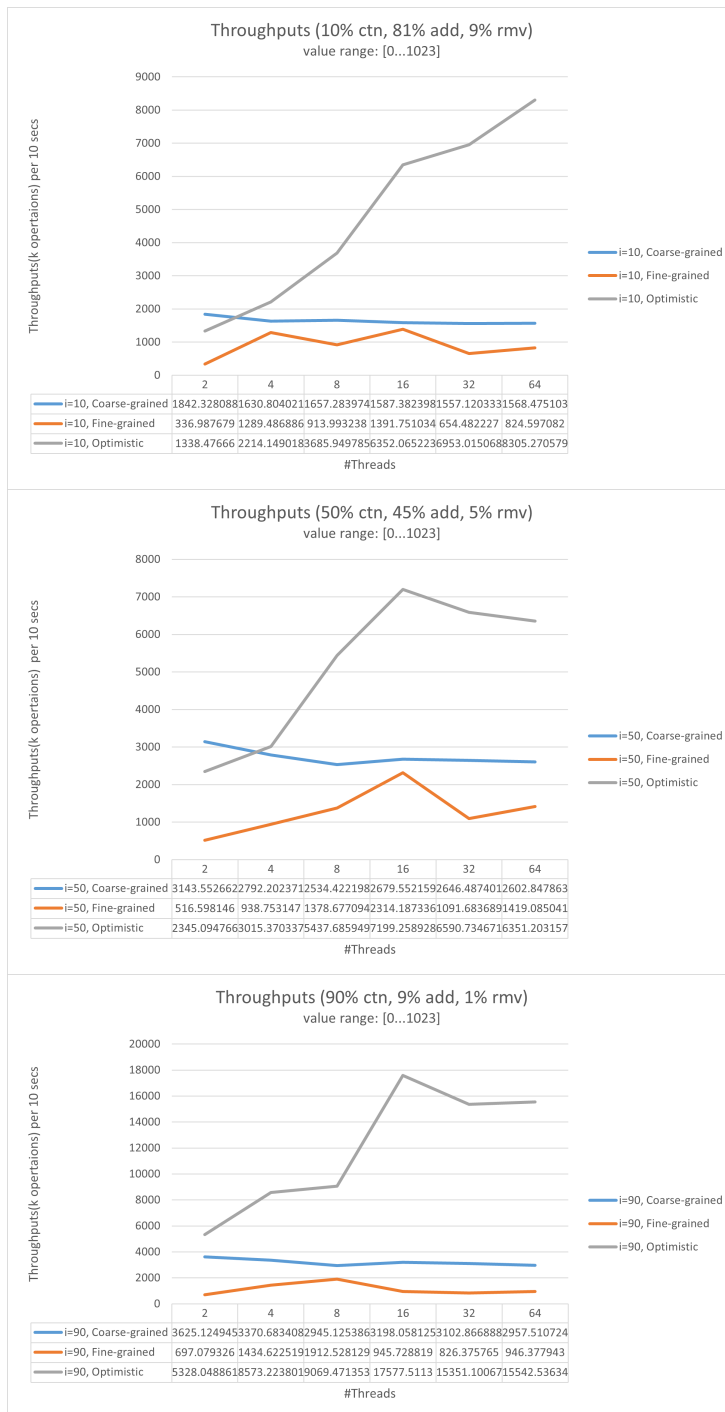 Throughputs (10% ctn, 81% add, 9% rmv)
value range: [0...1023]
Throughputs(k opertaions) per 10 secs
9000
8000
7000
6000
5000
4000
3000
2000
1000
0
i=10, Coarse-grained
i=10, Fine-grained
i=10, Optimistic
2 4 8 16 32 64
i=10, Coarse-grained 1842.328088 1630.804021 1657.283974 1587.382398 1557.120333 1568.475103
i=10, Fine-grained 336.987679 1289.486886 913.993238 1391.751034 654.482227 824.597082
i=10, Optimistic 1338.47666 2214.149018 3685.949785 6352.065223 6953.015068 8305.270579
#Threads
Throughputs (50% ctn, 45% add, 5% rmv)
value range: [0...1023]
Throughputs(k opertaions) per 10 secs
8000
7000
6000
5000
4000
3000
2000
1000
0
i=50, Coarse-grained
i=50, Fine-grained
i=50, Optimistic
2 4 8 16 32 64
i=50, Coarse-grained 3143.552662 2792.202371 2534.422198 2679.552159 2646.487401 2602.847863
i=50, Fine-grained 516.598146 938.753147 1378.677094 2314.187336 1091.683689 1419.085041
i=50, Optimistic 2345.094766 3015.370337 5437.685949 7199.258928 6590.734671 6351.203157
#Threads
Throughputs (90% ctn, 9% add, 1% rmv)
value range: [0...1023]
Throughputs(k opertaions) per 10 secs
20000
18000
16000
14000
12000
10000
8000
6000
4000
2000
0
i=90, Coarse-grained
i=90, Fine-grained
i=90, Optimistic
2 4 8 16 32 64
i=90, Coarse-grained 3625.124945 3370.683408 2945.125386 3198.058125 3102.866888 2957.510724
i=90, Fine-grained 697.079326 1434.622519 1912.528129 945.728819 826.375765 946.377943
i=90, Optimistic 5328.048861 8573.223801 9069.471353 17577.5113 15351.10067 15542.53634
#Threads